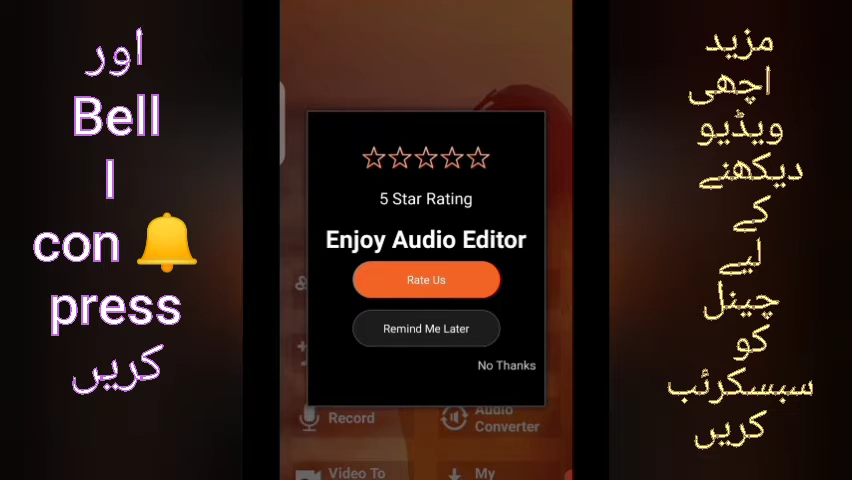 اور
Bell
I
con 🔔
press
کریں
5 Star Rating
Enjoy Audio Editor
Rate Us
Remind Me Later
No Thanks
Record
Audio
Converter
Video To
My
مزید
اچھی
ویڈیو
دیکھنے
کے
لیے
چینل
کو
سبسکرئب
کریں